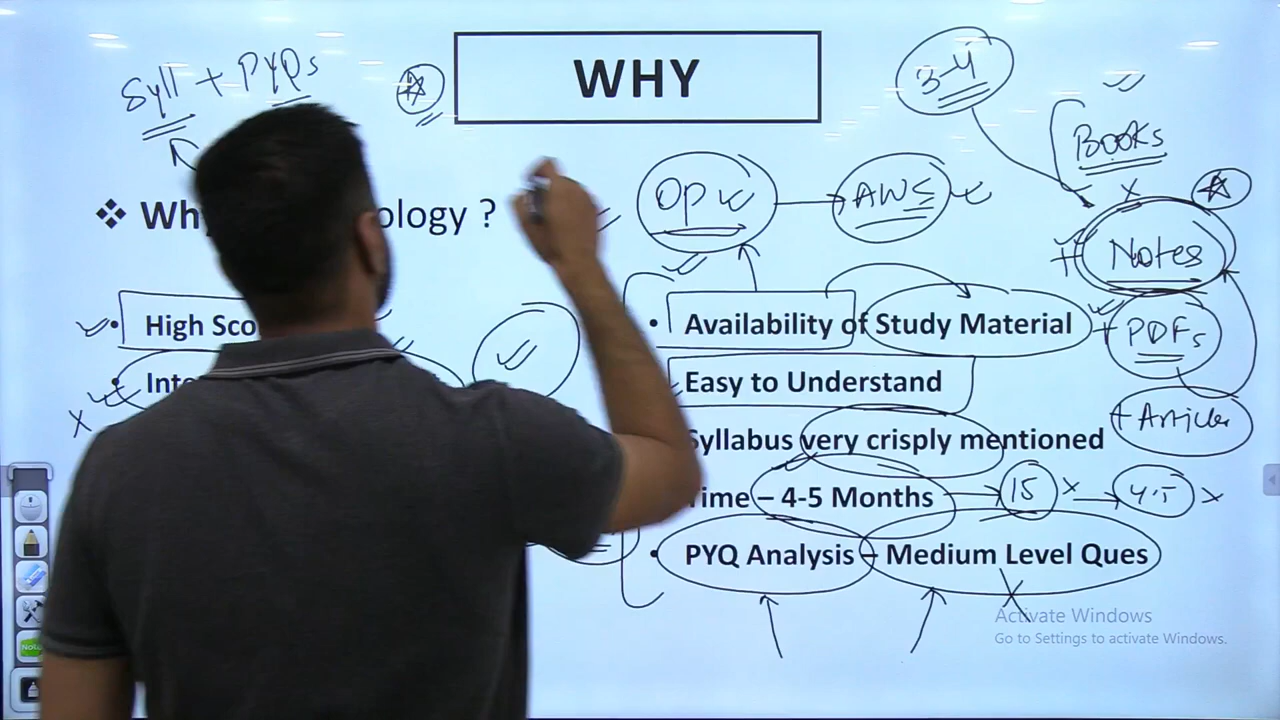 WHY
Syll + PYQs
3-4
Books
Why ology ?
Op
AWS
Notes
• High Sco
• Availability of Study Material
+ PDFs
• Inte
Easy to Understand
+ Article
Syllabus very crisply mentioned
Time – 4-5 Months
15
4.5
• PYQ Analysis – Medium Level Ques
Activate Windows
Go to Settings to activate Windows.